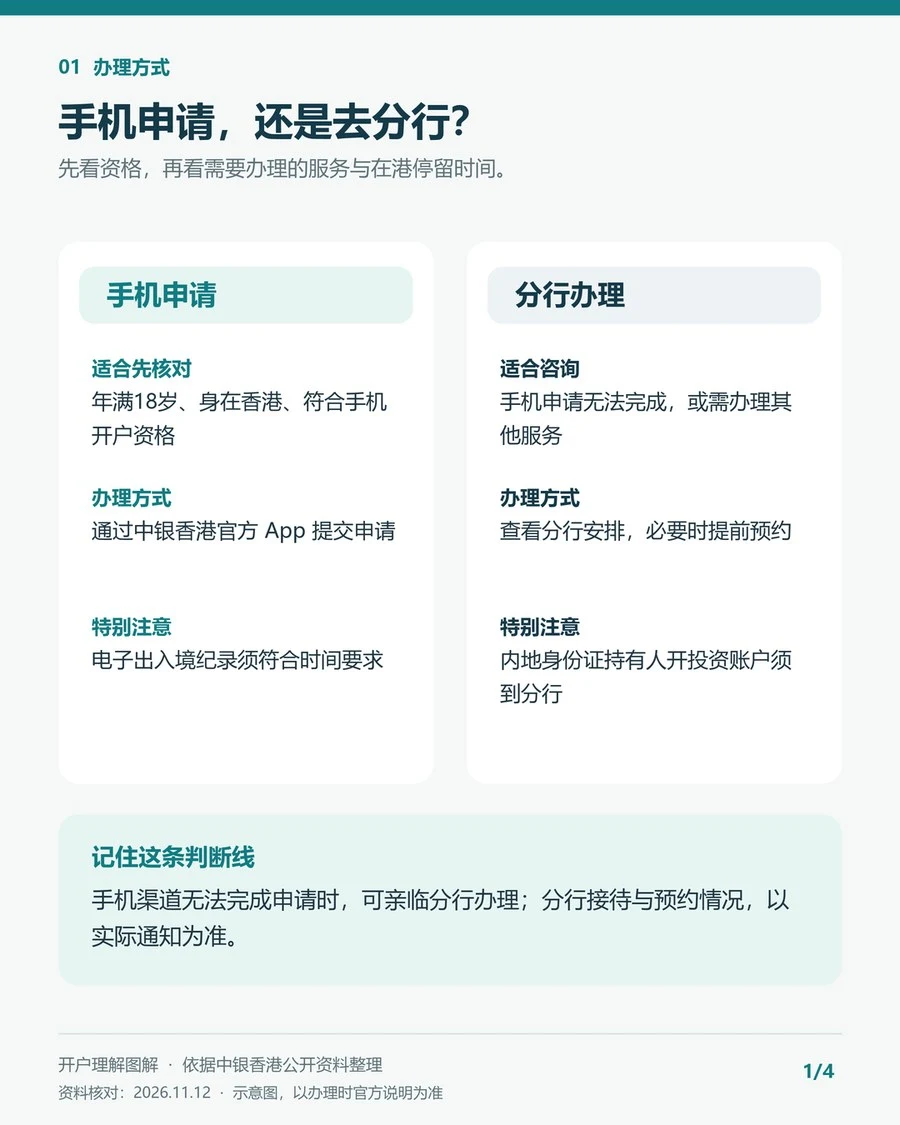 01 办理方式
手机申请，还是去分行？
先看资格，再看需要办理的服务与在港停留时间。
手机申请
适合先核对
年满18岁、身在香港、符合手机
开户资格
办理方式
通过中银香港官方 App 提交申请
特别注意
电子出入境纪录须符合时间要求
分行办理
适合咨询
手机申请无法完成，或需办理其
他服务
办理方式
查看分行安排，必要时提前预约
特别注意
内地身份证持有人开投资账户须
到分行
记住这条判断线
手机渠道无法完成申请时，可亲临分行办理；分行接待与预约情况，以
实际通知为准。
开户理解图解 · 依据中银香港公开资料整理
资料核对：2026.11.12 · 示意图，以办理时官方说明为准
1/4